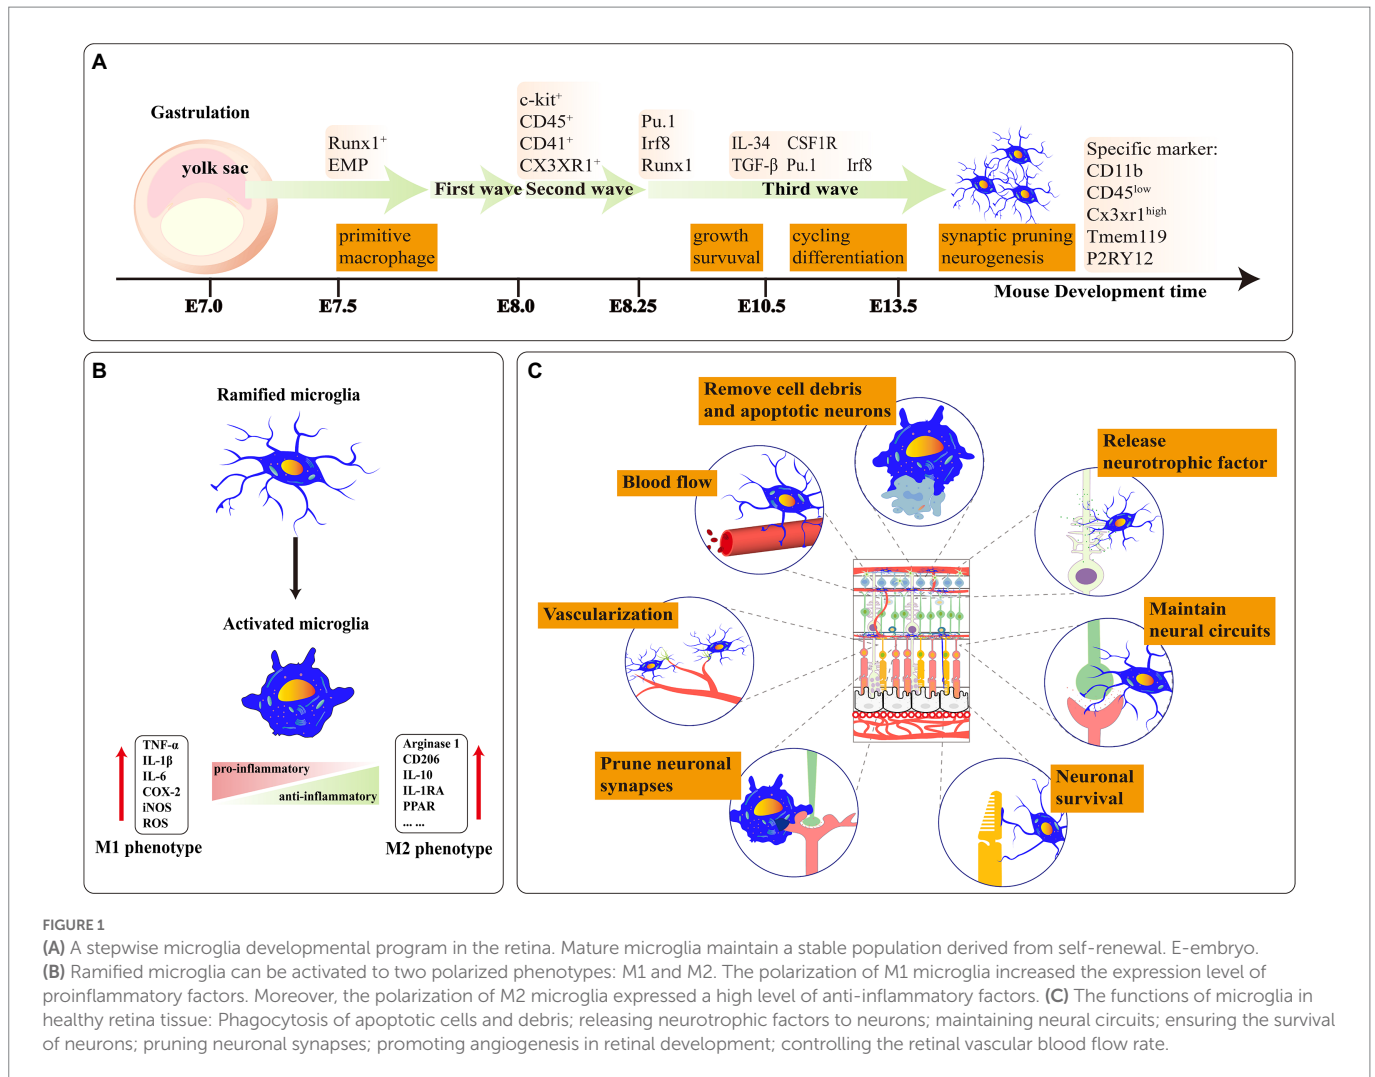 A
Gastrulation
yolk sac
Runx1⁺
EMP
c-kit⁺
CD45⁺
CD41⁺
CX3XR1⁺
Pu.1
Irf8
Runx1
IL-34 CSF1R
TGF-β Pu.1 Irf8
First wave Second wave
Third wave
primitive
macrophage
growth
survuval
cycling
differentiation
synaptic pruning
neurogenesis
Specific marker:
CD11b
CD45ˡᵒʷ
Cx3xr1ʰⁱᵍʰ
Tmem119
P2RY12
Mouse Development time
E7.0 E7.5 E8.0 E8.25 E10.5 E13.5
B
Ramified microglia
Activated microglia
TNF-α
IL-1β
IL-6
COX-2
iNOS
ROS
M1 phenotype
pro-inflammatory
anti-inflammatory
Arginase 1
CD206
IL-10
IL-1RA
PPAR
... ...
M2 phenotype
C
Remove cell debris
and apoptotic neurons
Release
neurotrophic factor
Blood flow
Vascularization
Maintain
neural circuits
Prune neuronal
synapses
Neuronal
survival
FIGURE 1
(A) A stepwise microglia developmental program in the retina. Mature microglia maintain a stable population derived from self-renewal. E-embryo.
(B) Ramified microglia can be activated to two polarized phenotypes: M1 and M2. The polarization of M1 microglia increased the expression level of
proinflammatory factors. Moreover, the polarization of M2 microglia expressed a high level of anti-inflammatory factors. (C) The functions of microglia in
healthy retina tissue: Phagocytosis of apoptotic cells and debris; releasing neurotrophic factors to neurons; maintaining neural circuits; ensuring the survival
of neurons; pruning neuronal synapses; promoting angiogenesis in retinal development; controlling the retinal vascular blood flow rate.